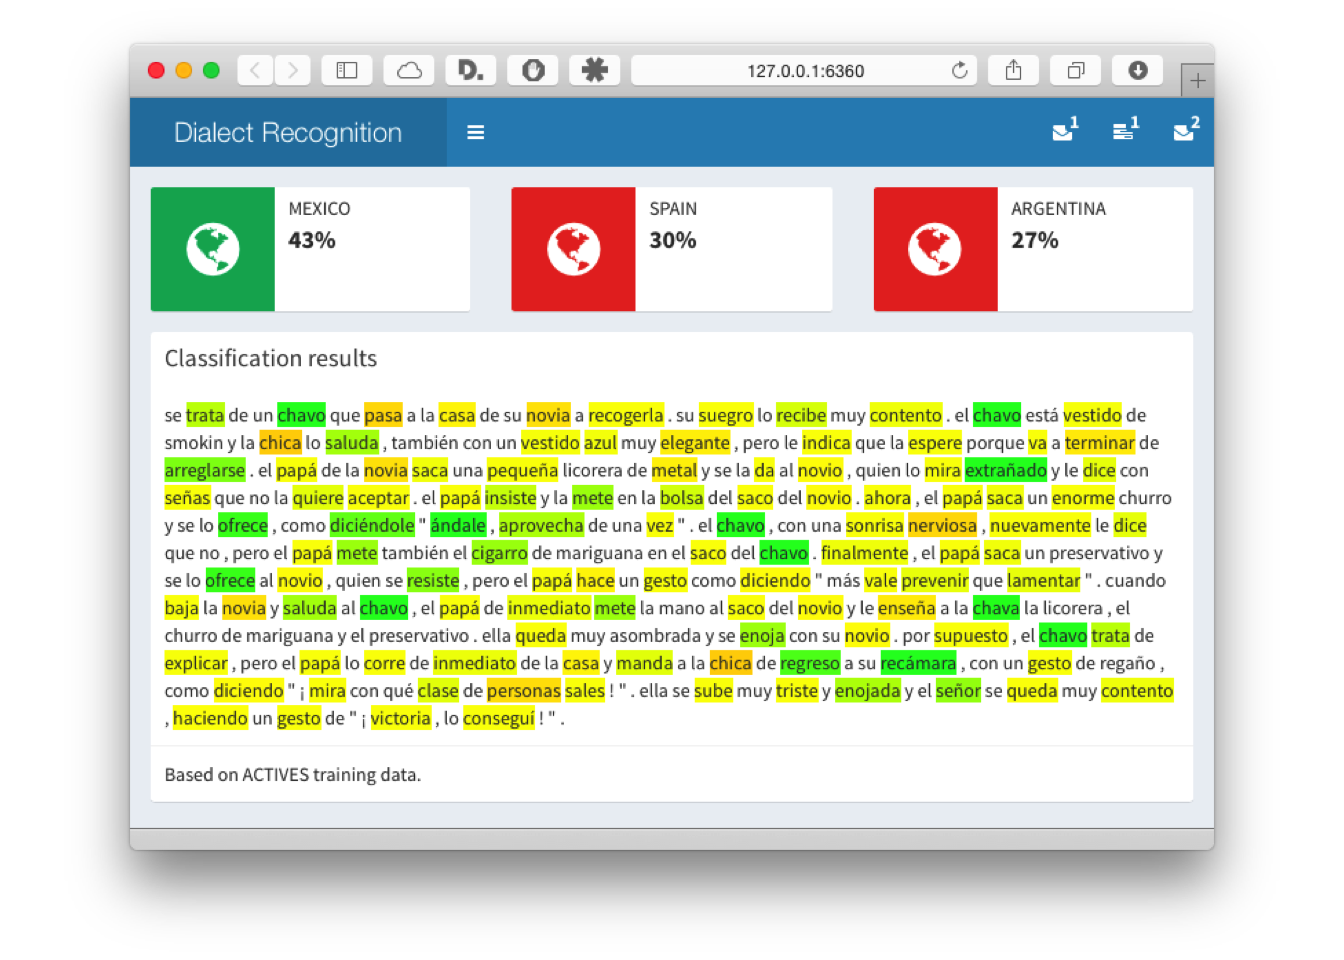 D.
127.0.0.1:6360
Dialect Recognition
1
1
2
MEXICO
43%
SPAIN
30%
ARGENTINA
27%
Classification results
se trata de un chavo que pasa a la casa de su novia a recogerla . su suegro lo recibe muy contento . el chavo está vestido de
smokin y la chica lo saluda , también con un vestido azul muy elegante , pero le indica que la espere porque va a terminar de
arreglarse . el papá de la novia saca una pequeña licorera de metal y se la da al novio , quien lo mira extrañado y le dice con
señas que no la quiere aceptar . el papá insiste y la mete en la bolsa del saco del novio . ahora , el papá saca un enorme churro
y se lo ofrece , como diciéndole " ándale , aprovecha de una vez " . el chavo , con una sonrisa nerviosa , nuevamente le dice
que no , pero el papá mete también el cigarro de mariguana en el saco del chavo . finalmente , el papá saca un preservativo y
se lo ofrece al novio , quien se resiste , pero el papá hace un gesto como diciendo " más vale prevenir que lamentar " . cuando
baja la novia y saluda al chavo , el papá de inmediato mete la mano al saco del novio y le enseña a la chava la licorera , el
churro de mariguana y el preservativo . ella queda muy asombrada y se enoja con su novio . por supuesto , el chavo trata de
explicar , pero el papá lo corre de inmediato de la casa y manda a la chica de regreso a su recámara , con un gesto de regaño ,
como diciendo " ¡ mira con qué clase de personas sales ! " . ella se sube muy triste y enojada y el señor se queda muy contento
, haciendo un gesto de " ¡ victoria , lo conseguí ! " .
Based on ACTIVES training data.